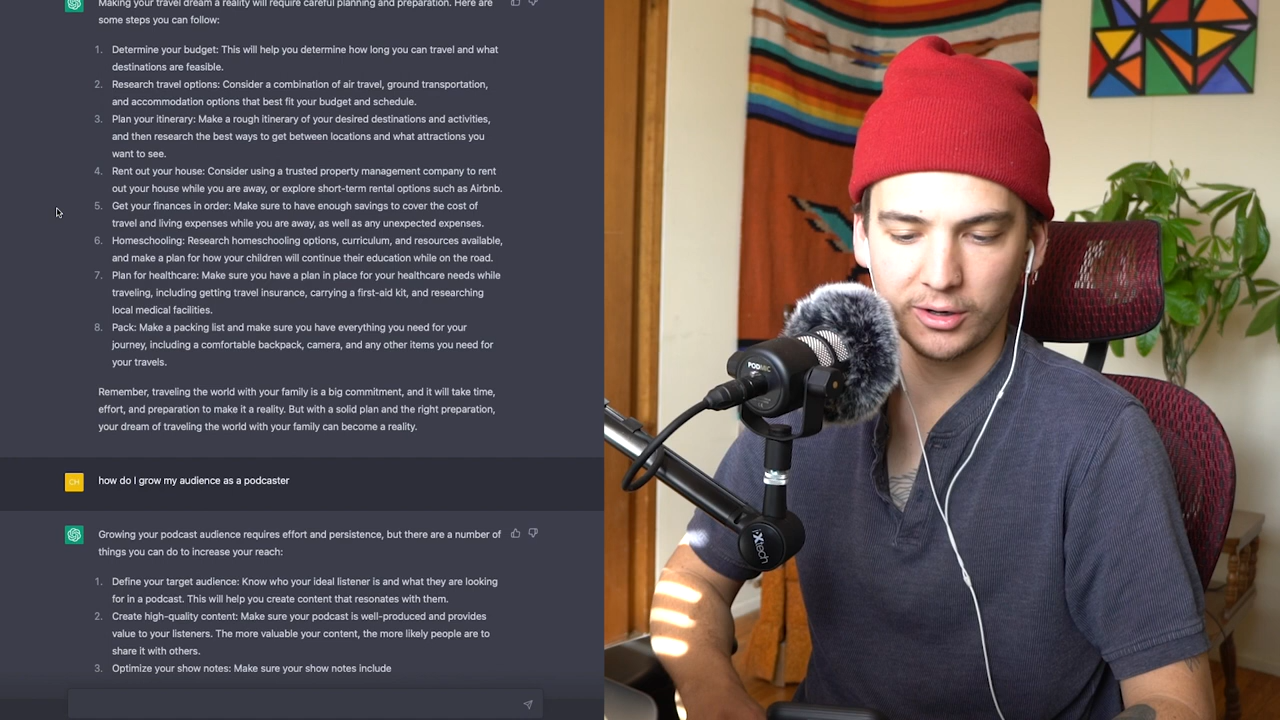 Making your travel dream a reality will require careful planning and preparation. Here are
some steps you can follow:
1. Determine your budget: This will help you determine how long you can travel and what
destinations are feasible.
2. Research travel options: Consider a combination of air travel, ground transportation,
and accommodation options that best fit your budget and schedule.
3. Plan your itinerary: Make a rough itinerary of your desired destinations and activities,
and then research the best ways to get between locations and what attractions you
want to see.
4. Rent out your house: Consider using a trusted property management company to rent
out your house while you are away, or explore short-term rental options such as Airbnb.
5. Get your finances in order: Make sure to have enough savings to cover the cost of
travel and living expenses while you are away, as well as any unexpected expenses.
6. Homeschooling: Research homeschooling options, curriculum, and resources available,
and make a plan for how your children will continue their education while on the road.
7. Plan for healthcare: Make sure you have a plan in place for your healthcare needs while
traveling, including getting travel insurance, carrying a first-aid kit, and researching
local medical facilities.
8. Pack: Make a packing list and make sure you have everything you need for your
journey, including a comfortable backpack, camera, and any other items you need for
your travels.
Remember, traveling the world with your family is a big commitment, and it will take time,
effort, and preparation to make it a reality. But with a solid plan and the right preparation,
your dream of traveling the world with your family can become a reality.
CH how do I grow my audience as a podcaster
Growing your podcast audience requires effort and persistence, but there are a number of
things you can do to increase your reach:
1. Define your target audience: Know who your ideal listener is and what they are looking
for in a podcast. This will help you create content that resonates with them.
2. Create high-quality content: Make sure your podcast is well-produced and provides
value to your listeners. The more valuable your content, the more likely people are to
share it with others.
3. Optimize your show notes: Make sure your show notes include
PODMIC
iXtech